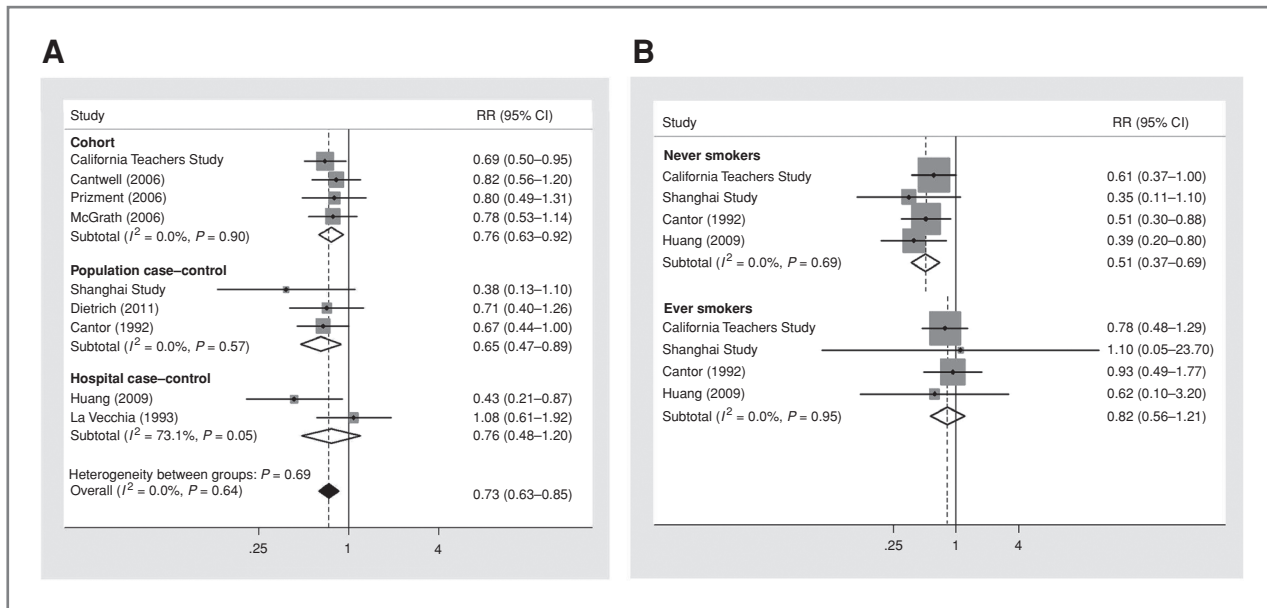 A
Study RR (95% CI)
Cohort
California Teachers Study 0.69 (0.50–0.95)
Cantwell (2006) 0.82 (0.56–1.20)
Prizment (2006) 0.80 (0.49–1.31)
McGrath (2006) 0.78 (0.53–1.14)
Subtotal (I² = 0.0%, P = 0.90) 0.76 (0.63–0.92)
Population case–control
Shanghai Study 0.38 (0.13–1.10)
Dietrich (2011) 0.71 (0.40–1.26)
Cantor (1992) 0.67 (0.44–1.00)
Subtotal (I² = 0.0%, P = 0.57) 0.65 (0.47–0.89)
Hospital case–control
Huang (2009) 0.43 (0.21–0.87)
La Vecchia (1993) 1.08 (0.61–1.92)
Subtotal (I² = 73.1%, P = 0.05) 0.76 (0.48–1.20)
Heterogeneity between groups: P = 0.69
Overall (I² = 0.0%, P = 0.64) 0.73 (0.63–0.85)
.25 1 4
B
Study RR (95% CI)
Never smokers
California Teachers Study 0.61 (0.37–1.00)
Shanghai Study 0.35 (0.11–1.10)
Cantor (1992) 0.51 (0.30–0.88)
Huang (2009) 0.39 (0.20–0.80)
Subtotal (I² = 0.0%, P = 0.69) 0.51 (0.37–0.69)
Ever smokers
California Teachers Study 0.78 (0.48–1.29)
Shanghai Study 1.10 (0.05–23.70)
Cantor (1992) 0.93 (0.49–1.77)
Huang (2009) 0.62 (0.10–3.20)
Subtotal (I² = 0.0%, P = 0.95) 0.82 (0.56–1.21)
.25 1 4